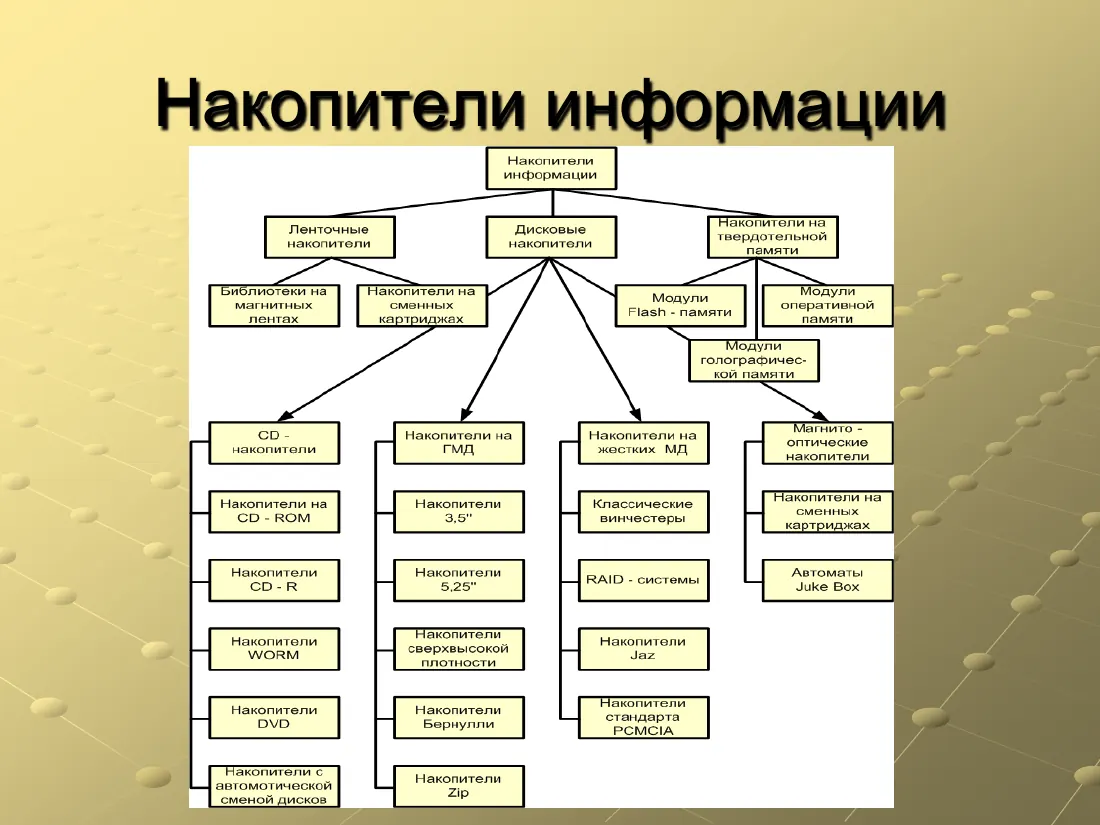 Накопители информации
Накопители
информации
Ленточные
накопители
Дисковые
накопители
Накопители на
твердотельной
памяти
Библиотеки на
магнитных
лентах
Накопители на
сменных
картриджах
Модули
Flash - памяти
Модули
оперативной
памяти
Модули
голографичес-
кой памяти
CD -
накопители
Накопители на
ГМД
Накопители на
жестких МД
Магнито -
оптические
накопители
Накопители на
CD - ROM
Накопители
3,5"
Классические
винчестеры
Накопители на
сменных
картриджах
Накопители
CD - R
Накопители
5,25"
RAID - системы
Автоматы
Juke Box
Накопители
WORM
Накопители
сверхвысокой
плотности
Накопители
Jaz
Накопители
DVD
Накопители
Бернулли
Накопители
стандарта
PCMCIA
Накопители с
автомотической
сменой дисков
Накопители
Zip